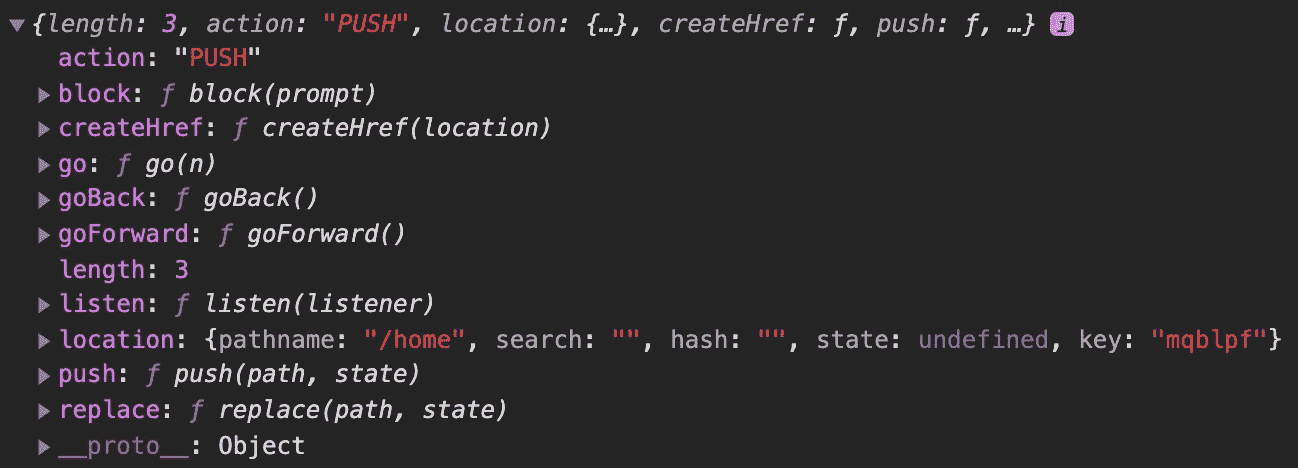 {length: 3, action: "PUSH", location: {…}, createHref: ƒ, push: ƒ, …} i
action: "PUSH"
block: ƒ block(prompt)
createHref: ƒ createHref(location)
go: ƒ go(n)
goBack: ƒ goBack()
goForward: ƒ goForward()
length: 3
listen: ƒ listen(listener)
location: {pathname: "/home", search: "", hash: "", state: undefined, key: "mqblpf"}
push: ƒ push(path, state)
replace: ƒ replace(path, state)
__proto__: Object